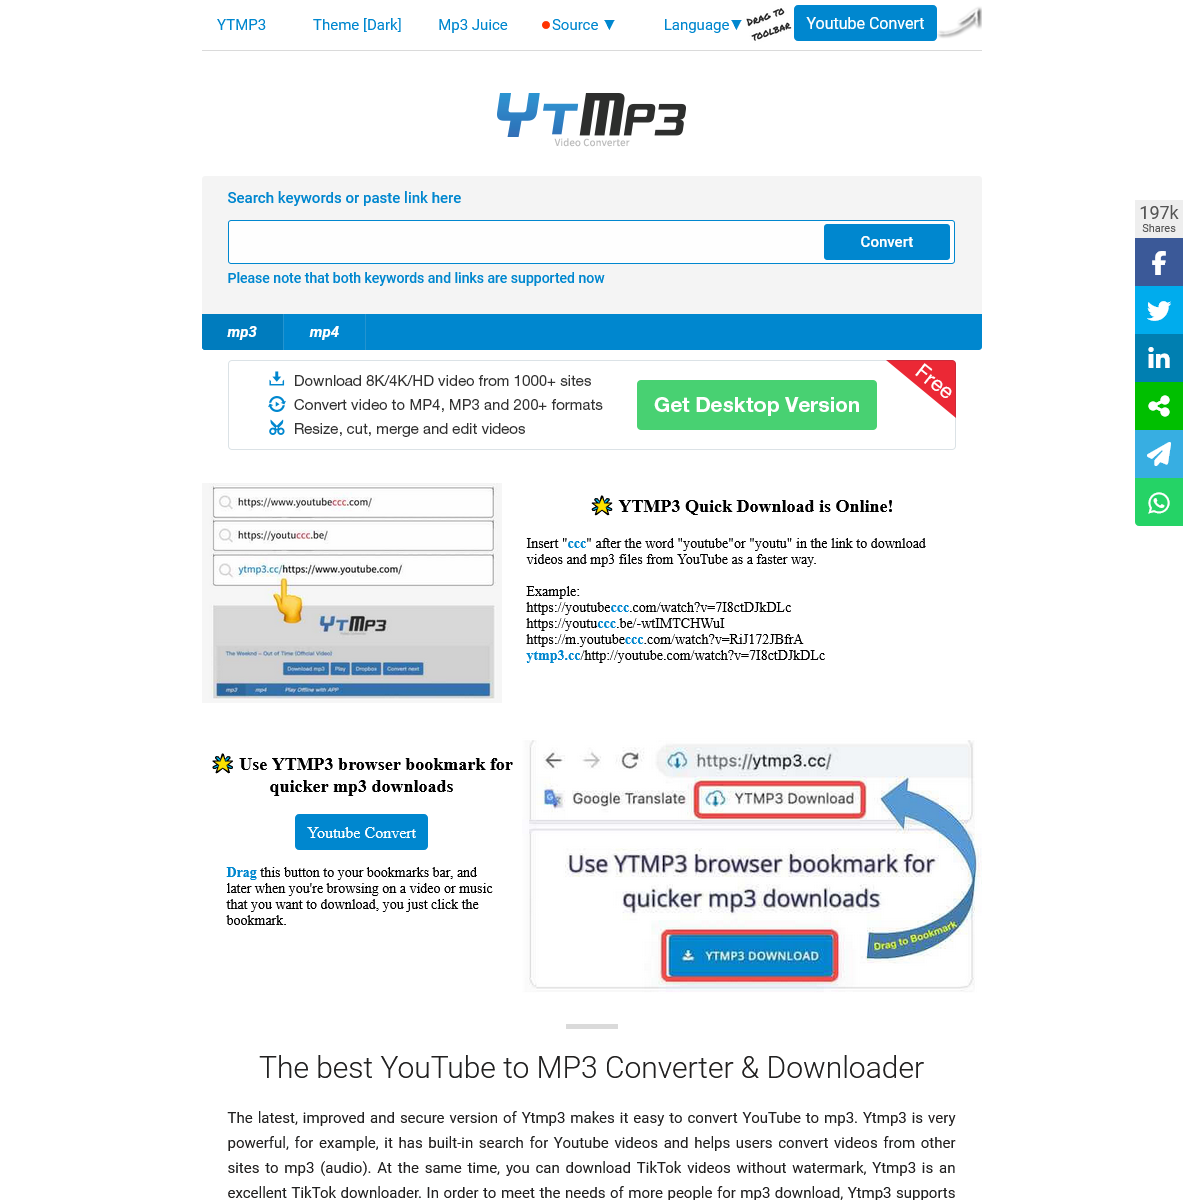 YTMP3
Theme [Dark]
Mp3 Juice
Source ▼
Language▼
DRAG TO
TOOLBAR
Youtube Convert
YTMP3
Video Converter
Search keywords or paste link here
Convert
Please note that both keywords and links are supported now
mp3
mp4
Download 8K/4K/HD video from 1000+ sites
Convert video to MP4, MP3 and 200+ formats
Resize, cut, merge and edit videos
Get Desktop Version
Free
197k
Shares
https://www.youtubeccc.com/
https://youtuccc.be/
ytmp3.cc/https://www.youtube.com/
YTMP3
The Weeknd – Out of Time (Official Video)
Download mp3
Play
Dropbox
Convert next
mp3
mp4
Play Offline with APP
YTMP3 Quick Download is Online!
Insert "ccc" after the word "youtube"or "youtu" in the link to download
videos and mp3 files from YouTube as a faster way.
Example:
https://youtubeccc.com/watch?v=7I8ctDJkDLc
https://youtuccc.be/-wtIMTCHWuI
https://m.youtubeccc.com/watch?v=RiJ172JBfrA
ytmp3.cc/http://youtube.com/watch?v=7I8ctDJkDLc
Use YTMP3 browser bookmark for
quicker mp3 downloads
Youtube Convert
Drag this button to your bookmarks bar, and
later when you're browsing on a video or music
that you want to download, you just click the
bookmark.
https://ytmp3.cc/
Google Translate
YTMP3 Download
Use YTMP3 browser bookmark for
quicker mp3 downloads
YTMP3 DOWNLOAD
Drag to Bookmark
The best YouTube to MP3 Converter & Downloader
The latest, improved and secure version of Ytmp3 makes it easy to convert YouTube to mp3. Ytmp3 is very
powerful, for example, it has built-in search for Youtube videos and helps users convert videos from other
sites to mp3 (audio). At the same time, you can download TikTok videos without watermark, Ytmp3 is an
excellent TikTok downloader. In order to meet the needs of more people for mp3 download, Ytmp3 supports